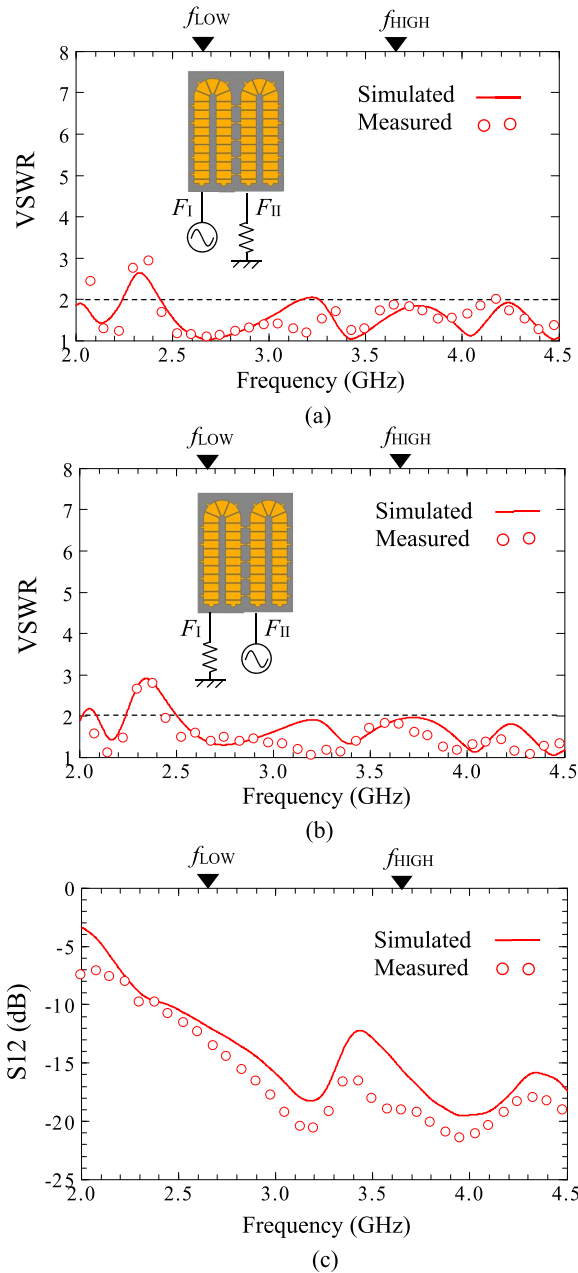 fLOW fHIGH
8
7
6
5
4
3
2
1
VSWR
Simulated
Measured
FI FII
2.0 2.5 3.0 3.5 4.0 4.5
Frequency (GHz)
(a)
fLOW fHIGH
8
7
6
5
4
3
2
1
VSWR
Simulated
Measured
FI FII
2.0 2.5 3.0 3.5 4.0 4.5
Frequency (GHz)
(b)
fLOW fHIGH
0
-5
-10
-15
-20
-25
S12 (dB)
Simulated
Measured
2.0 2.5 3.0 3.5 4.0 4.5
Frequency (GHz)
(c)